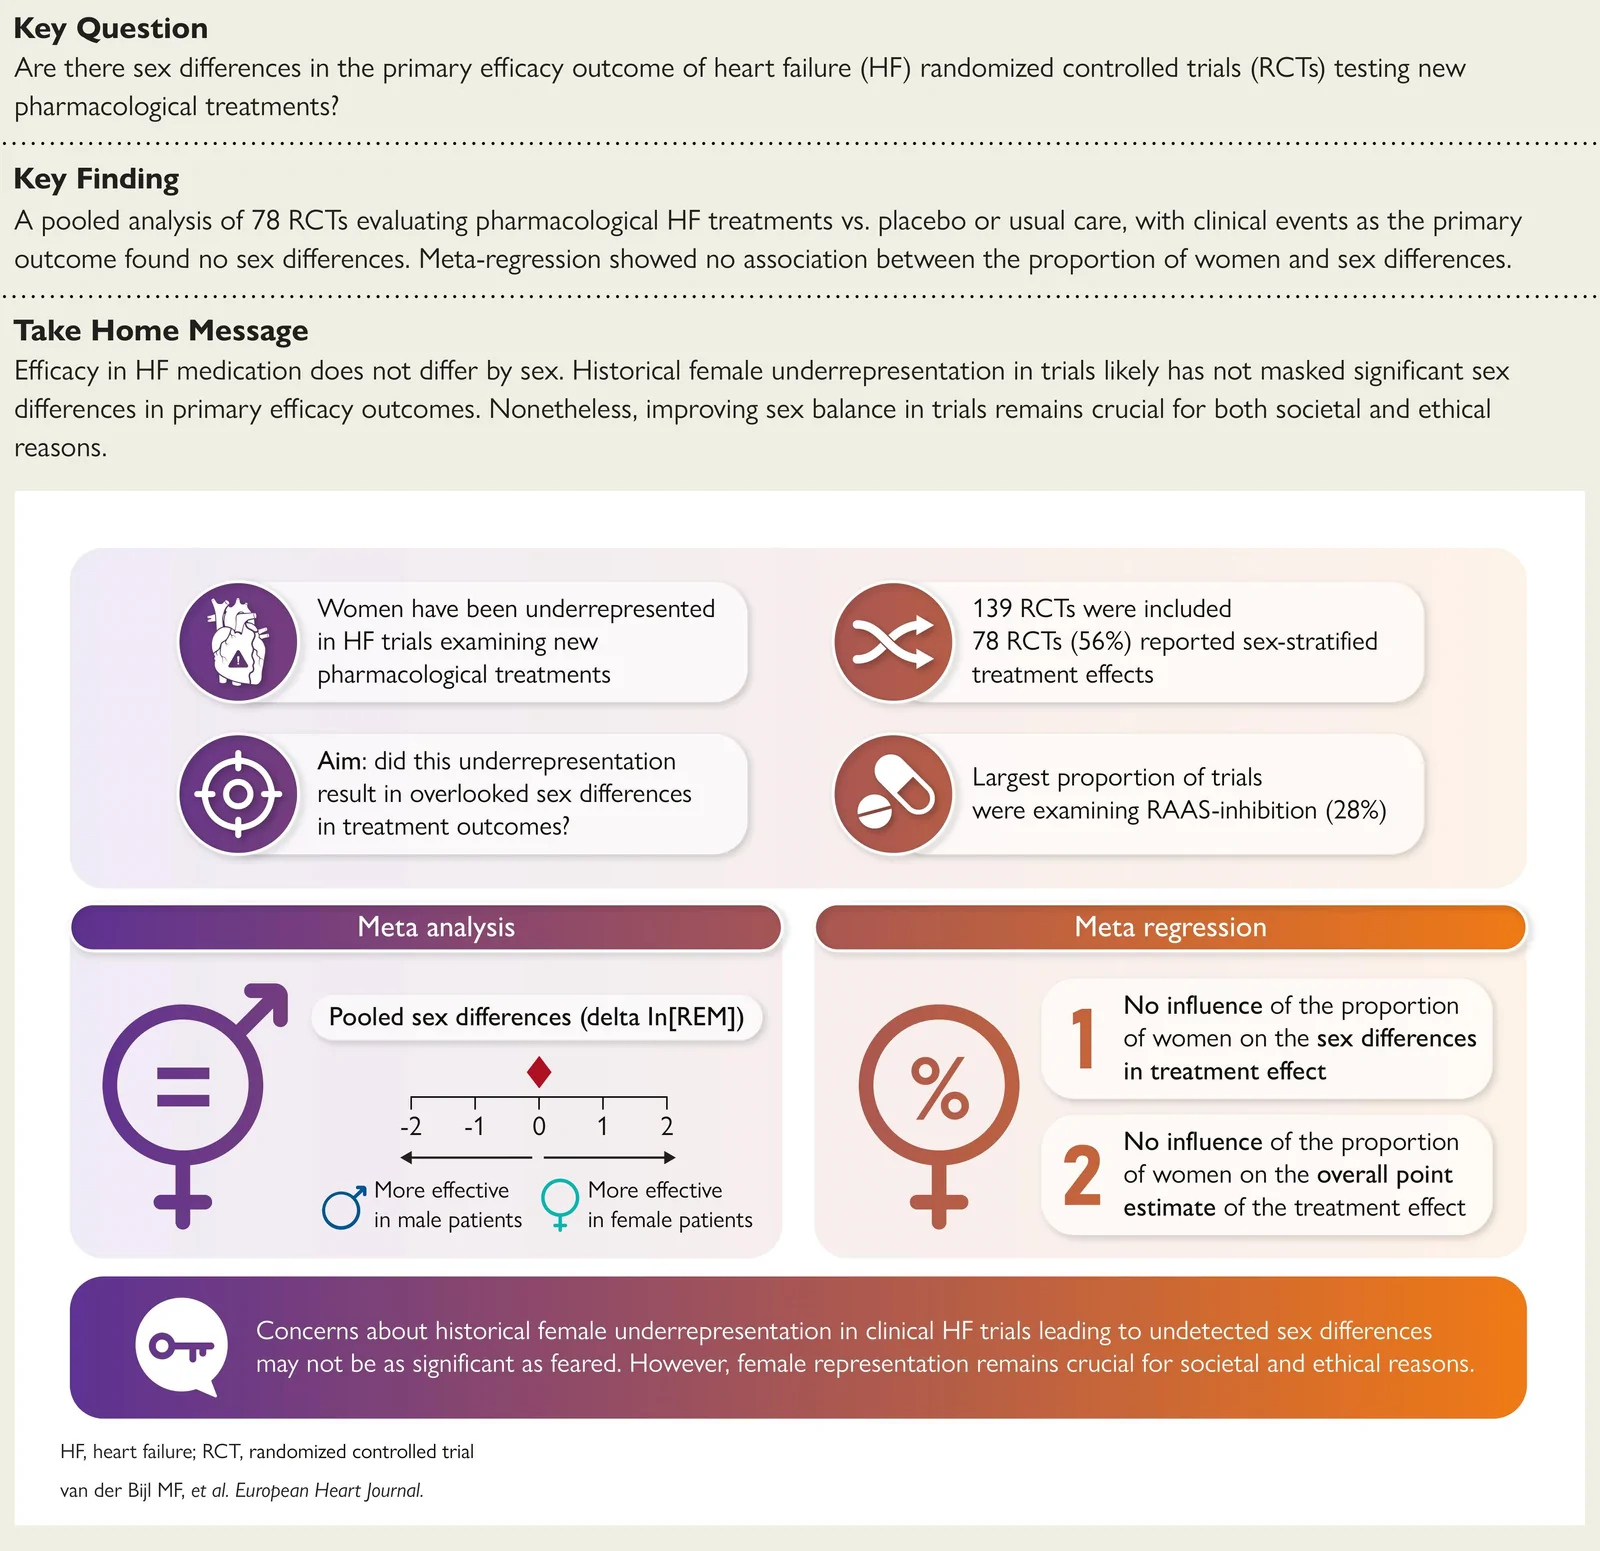 Key Question
Are there sex differences in the primary efficacy outcome of heart failure (HF) randomized controlled trials (RCTs) testing new
pharmacological treatments?
Key Finding
A pooled analysis of 78 RCTs evaluating pharmacological HF treatments vs. placebo or usual care, with clinical events as the primary
outcome found no sex differences. Meta-regression showed no association between the proportion of women and sex differences.
Take Home Message
Efficacy in HF medication does not differ by sex. Historical female underrepresentation in trials likely has not masked significant sex
differences in primary efficacy outcomes. Nonetheless, improving sex balance in trials remains crucial for both societal and ethical
reasons.
Women have been underrepresented
in HF trials examining new
pharmacological treatments
Aim: did this underrepresentation
result in overlooked sex differences
in treatment outcomes?
139 RCTs were included
78 RCTs (56%) reported sex-stratified
treatment effects
Largest proportion of trials
were examining RAAS-inhibition (28%)
Meta analysis
=
Pooled sex differences (delta ln[REM])
-2 -1 0 1 2
More effective
in male patients
More effective
in female patients
Meta regression
%
1
No influence of the proportion
of women on the sex differences
in treatment effect
2
No influence of the proportion
of women on the overall point
estimate of the treatment effect
Concerns about historical female underrepresentation in clinical HF trials leading to undetected sex differences
may not be as significant as feared. However, female representation remains crucial for societal and ethical reasons.
HF, heart failure; RCT, randomized controlled trial
van der Bijl MF, et al. European Heart Journal.